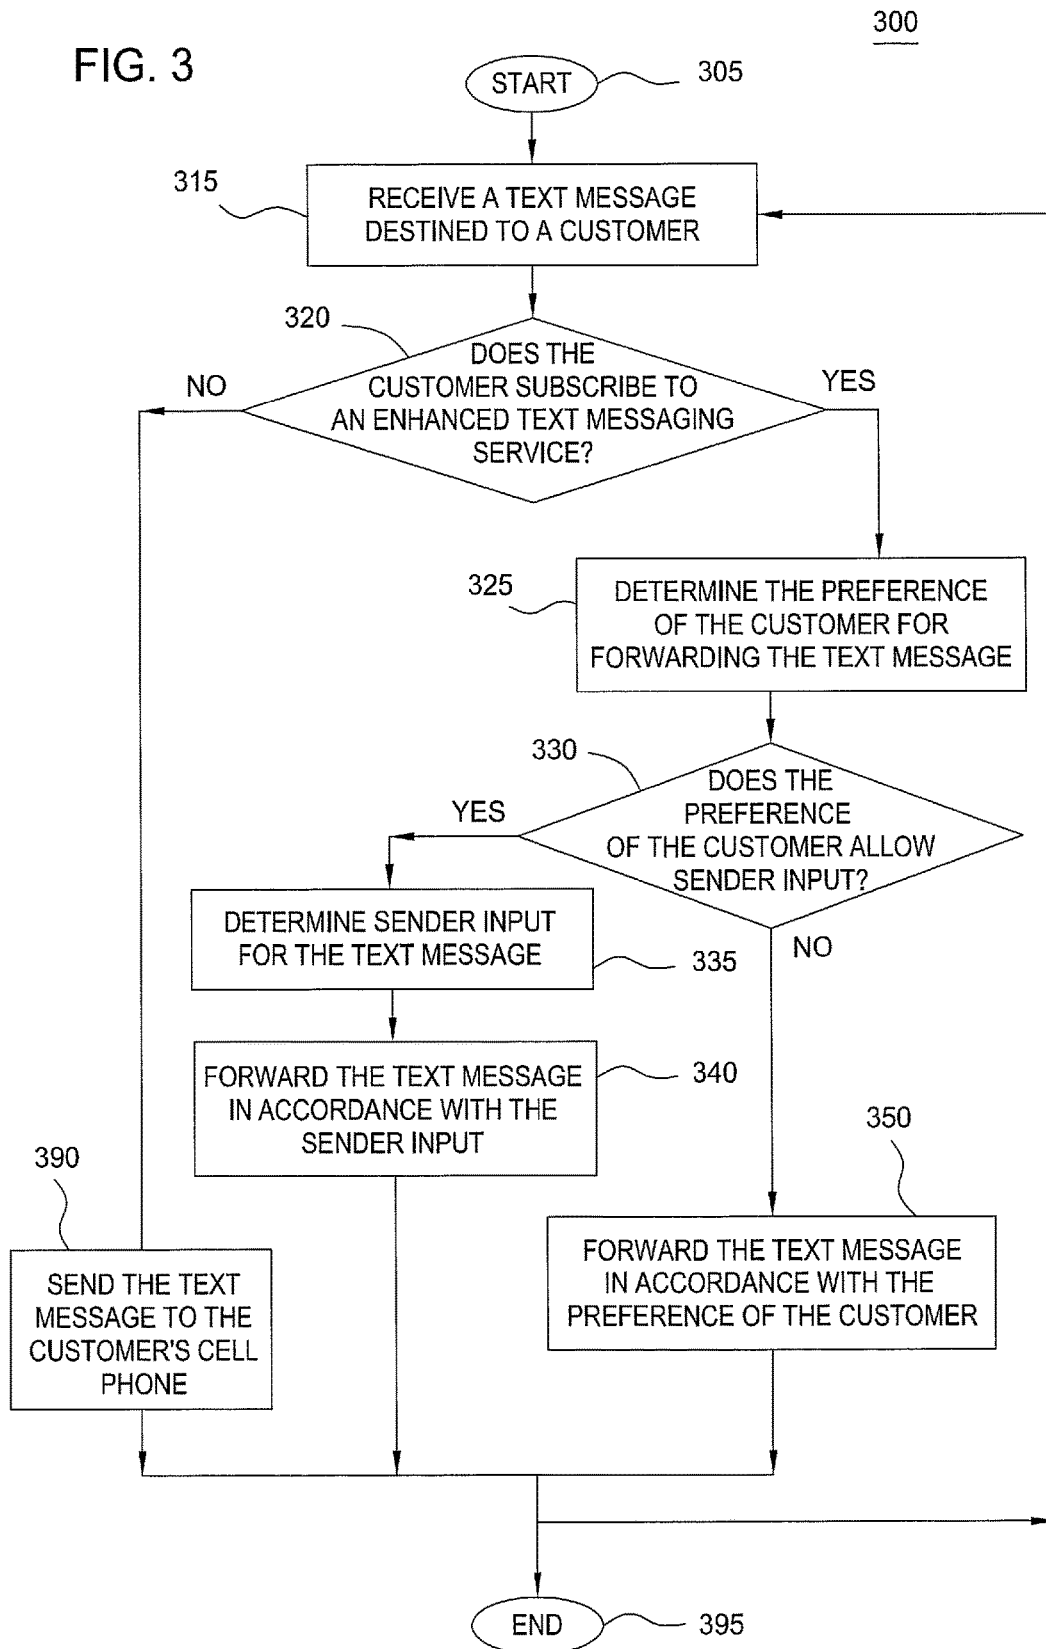 300
FIG. 3
START
305
315
RECEIVE A TEXT MESSAGE
DESTINED TO A CUSTOMER
320
DOES THE
CUSTOMER SUBSCRIBE TO
AN ENHANCED TEXT MESSAGING
SERVICE?
NO
YES
325
DETERMINE THE PREFERENCE
OF THE CUSTOMER FOR
FORWARDING THE TEXT MESSAGE
330
DOES THE
PREFERENCE
OF THE CUSTOMER ALLOW
SENDER INPUT?
YES
NO
DETERMINE SENDER INPUT
FOR THE TEXT MESSAGE
335
FORWARD THE TEXT MESSAGE
IN ACCORDANCE WITH THE
SENDER INPUT
340
350
FORWARD THE TEXT MESSAGE
IN ACCORDANCE WITH THE
PREFERENCE OF THE CUSTOMER
390
SEND THE TEXT
MESSAGE TO THE
CUSTOMER'S CELL
PHONE
END
395